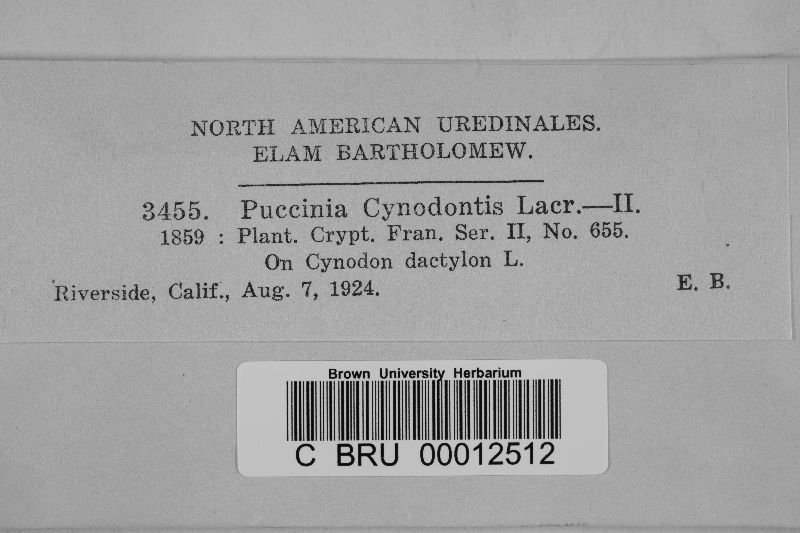 NORTH AMERICAN UREDINALES.
ELAM BARTHOLOMEW.
3455. Puccinia Cynodontis Lacr.—II.
1859 : Plant. Crypt. Fran. Ser. II, No. 655.
On Cynodon dactylon L.
Riverside, Calif., Aug. 7, 1924. E. B.
Brown University Herbarium
C BRU 00012512